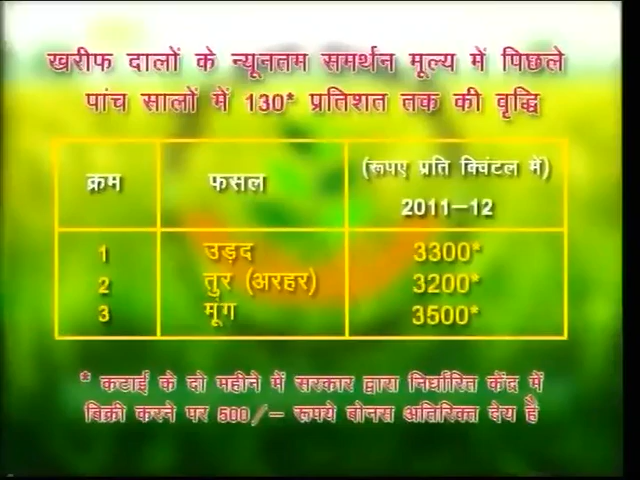 खरीफ दालों के न्यूनतम समर्थन मूल्य में पिछले
पांच सालों में 130* प्रतिशत तक की वृद्धि
क्रम फसल (रूपए प्रति क्विंटल में)
2011-12
1 उड़द 3300*
2 तुर (अरहर) 3200*
3 मूंग 3500*
* कटाई के दो महीने में सरकार द्वारा निर्धारित केंद्र में
बिक्री करने पर 500/- रूपये बोनस अतिरिक्त देय है